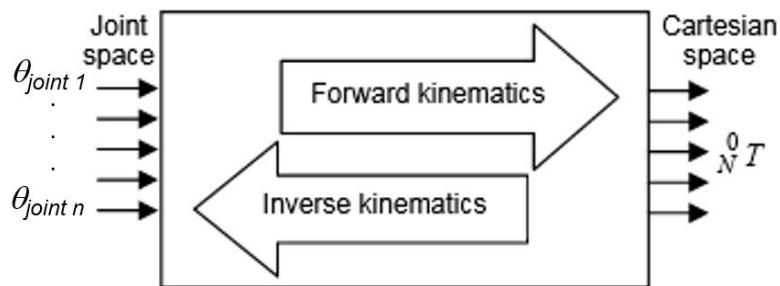 Joint
space
θjoint 1
.
.
.
θjoint n
Forward kinematics
Inverse kinematics
Cartesian
space
0
N T